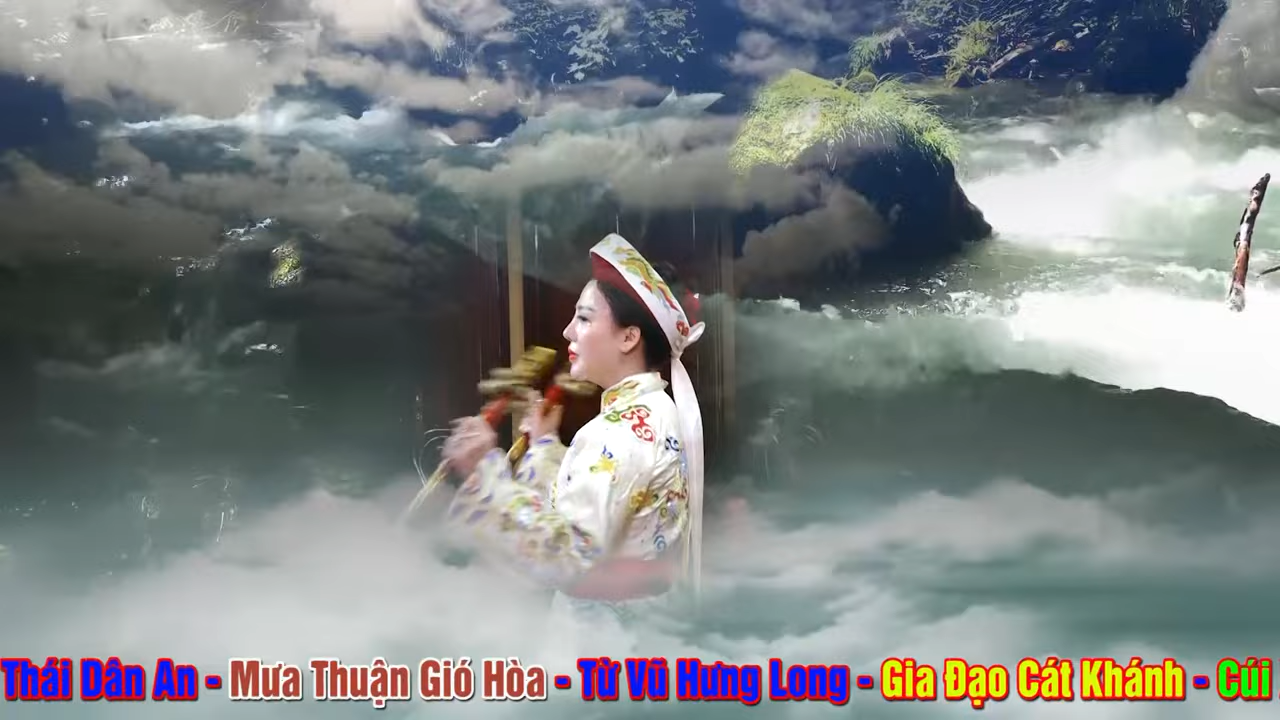 Thái Dân An - Mưa Thuận Gió Hòa - Từ Vũ Hưng Long - Gia Đạo Cát Khánh - Cúi